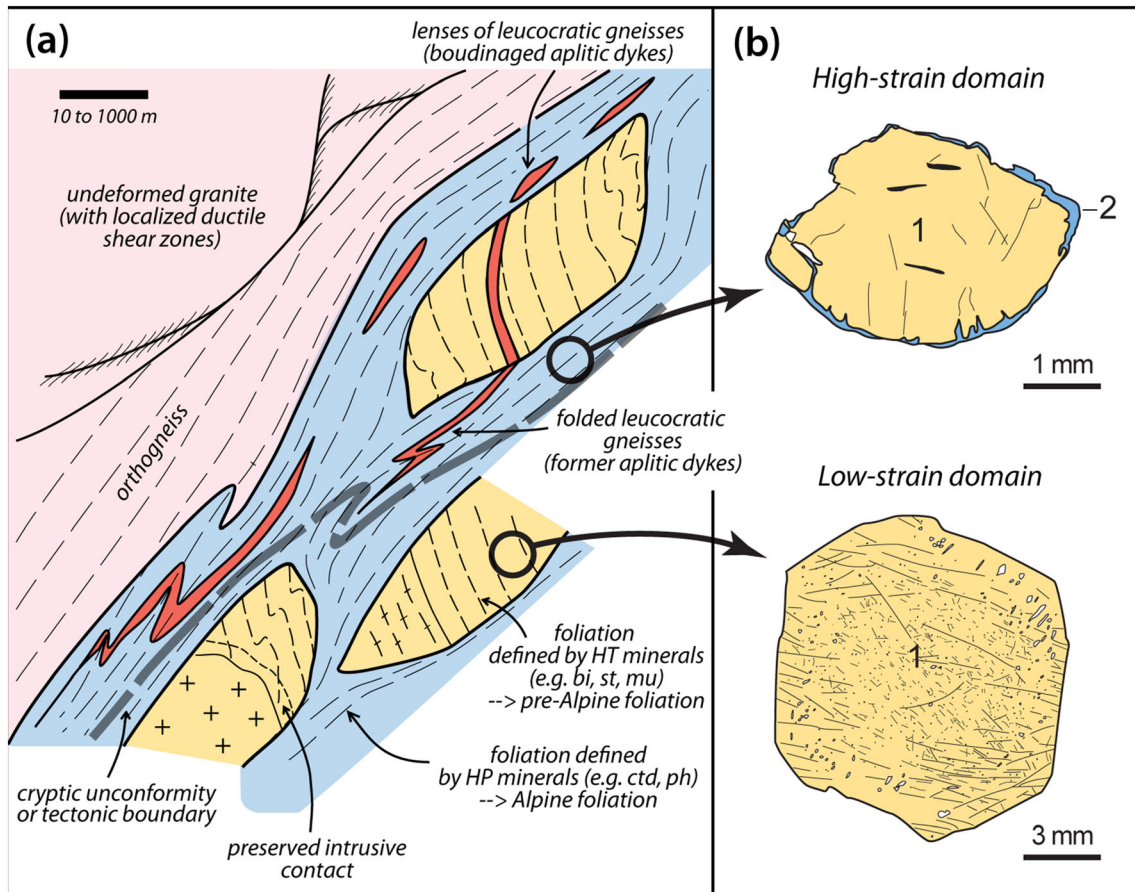 (a)
lenses of leucocratic gneisses
(boudinaged aplitic dykes)
10 to 1000 m
undeformed granite
(with localized ductile
shear zones)
orthogneiss
folded leucocratic
gneisses
(former aplitic dykes)
foliation
defined by HT minerals
(e.g. bi, st, mu)
--> pre-Alpine foliation
foliation defined
by HP minerals (e.g. ctd, ph)
--> Alpine foliation
cryptic unconformity
or tectonic boundary
preserved intrusive
contact
(b)
High-strain domain
1
2
1 mm
Low-strain domain
1
3 mm